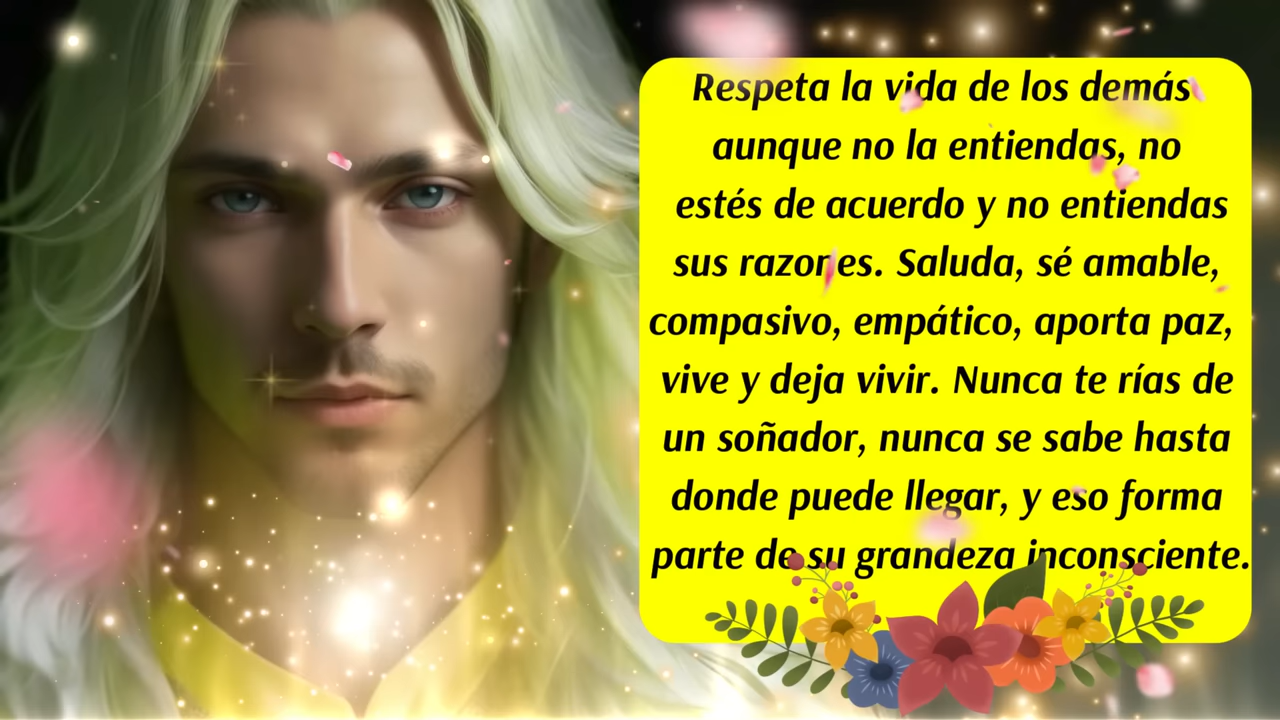 Respeta la vida de los demás
aunque no la entiendas, no
estés de acuerdo y no entiendas
sus razones. Saluda, sé amable,
compasivo, empático, aporta paz,
vive y deja vivir. Nunca te rías de
un soñador, nunca se sabe hasta
donde puede llegar, y eso forma
parte de su grandeza inconsciente.